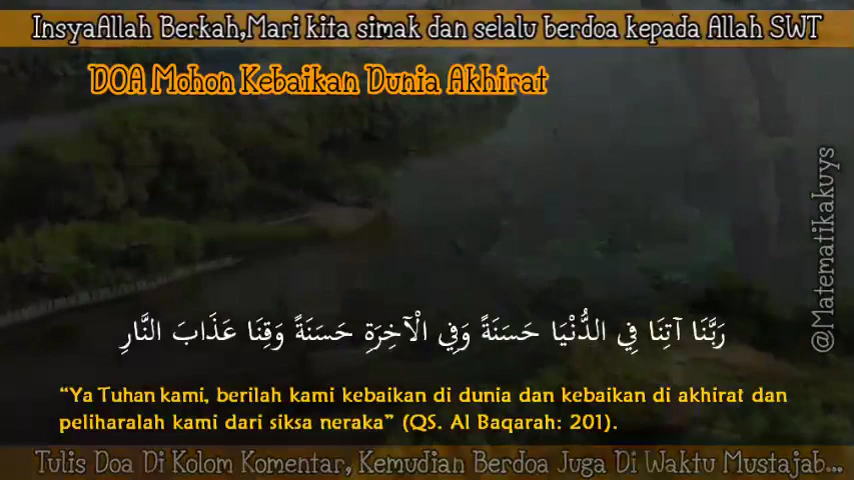 InsyaAllah Berkah,Mari kita simak dan selalu berdoa kepada Allah SWT
DOA Mohon Kebaikan Dunia Akhirat
@Matematikakuys
رَبَّنَا آتِنَا فِي الدُّنْيَا حَسَنَةً وَفِي الْآخِرَةِ حَسَنَةً وَقِنَا عَذَابَ النَّارِ
“Ya Tuhan kami, berilah kami kebaikan di dunia dan kebaikan di akhirat dan
peliharalah kami dari siksa neraka” (QS. Al Baqarah: 201).
Tulis Doa Di Kolom Komentar, Kemudian Berdoa Juga Di Waktu Mustajab...